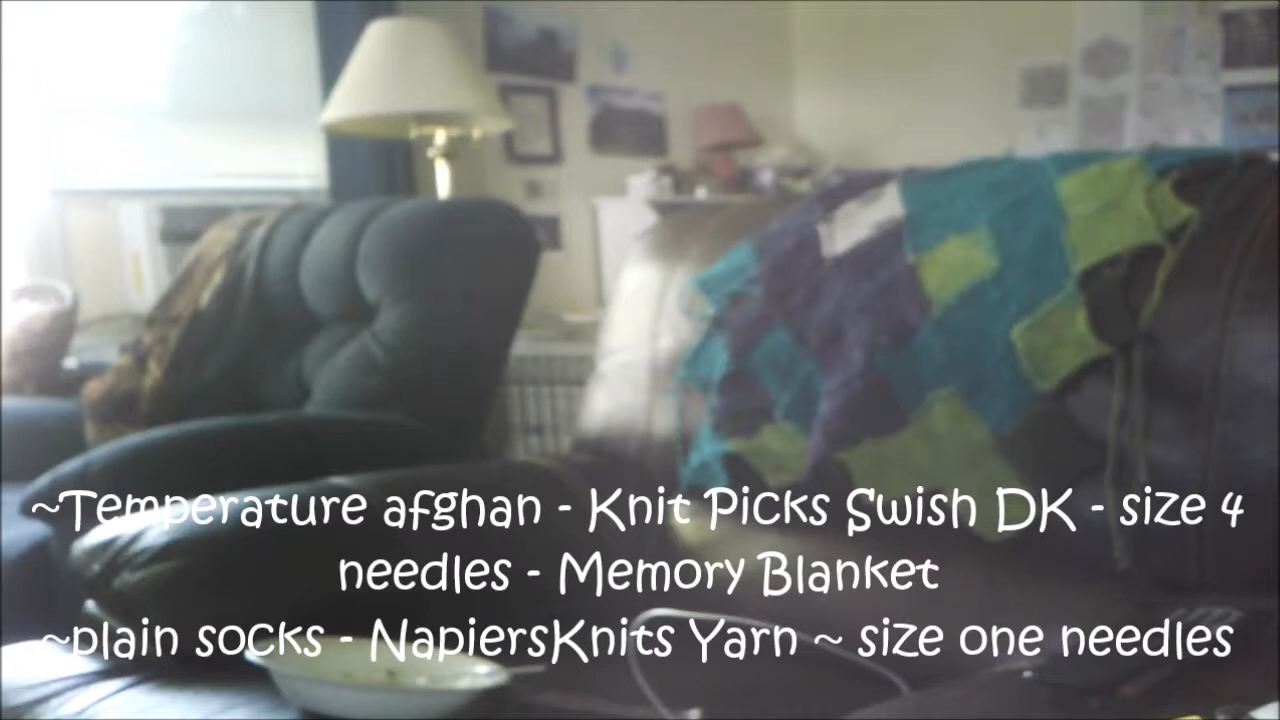 ~Temperature afghan - Knit Picks Swish DK - size 4
needles - Memory Blanket
~plain socks - NapiersKnits Yarn ~ size one needles